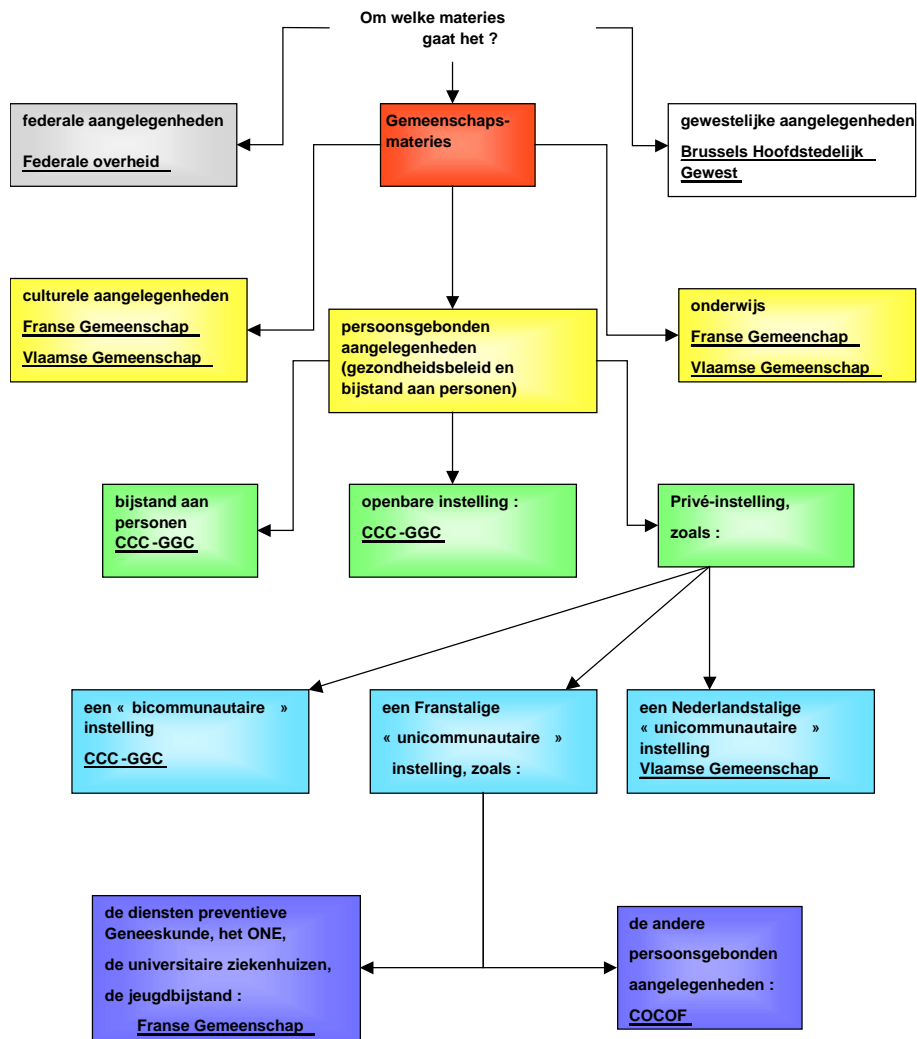 Om welke materies
gaat het ?
federale aangelegenheden
Federale overheid
Gemeenschaps-
materies
gewestelijke aangelegenheden
Brussels Hoofdstedelijk
Gewest
culturele aangelegenheden
Franse Gemeenschap
Vlaamse Gemeenschap
persoonsgebonden
aangelegenheden
(gezondheidsbeleid en
bijstand aan personen)
onderwijs
Franse Gemeenchap
Vlaamse Gemeenschap
bijstand aan
personen
CCC-GGC
openbare instelling :
CCC-GGC
Privé-instelling,
zoals :
een « bicommunautaire »
instelling
CCC-GGC
een Franstalige
« unicommunautaire »
instelling, zoals :
een Nederlandstalige
« unicommunautaire »
instelling
Vlaamse Gemeenschap
de diensten preventieve
Geneeskunde, het ONE,
de universitaire ziekenhuizen,
de jeugdbijstand :
Franse Gemeenschap
de andere
persoonsgebonden
aangelegenheden :
COCOF